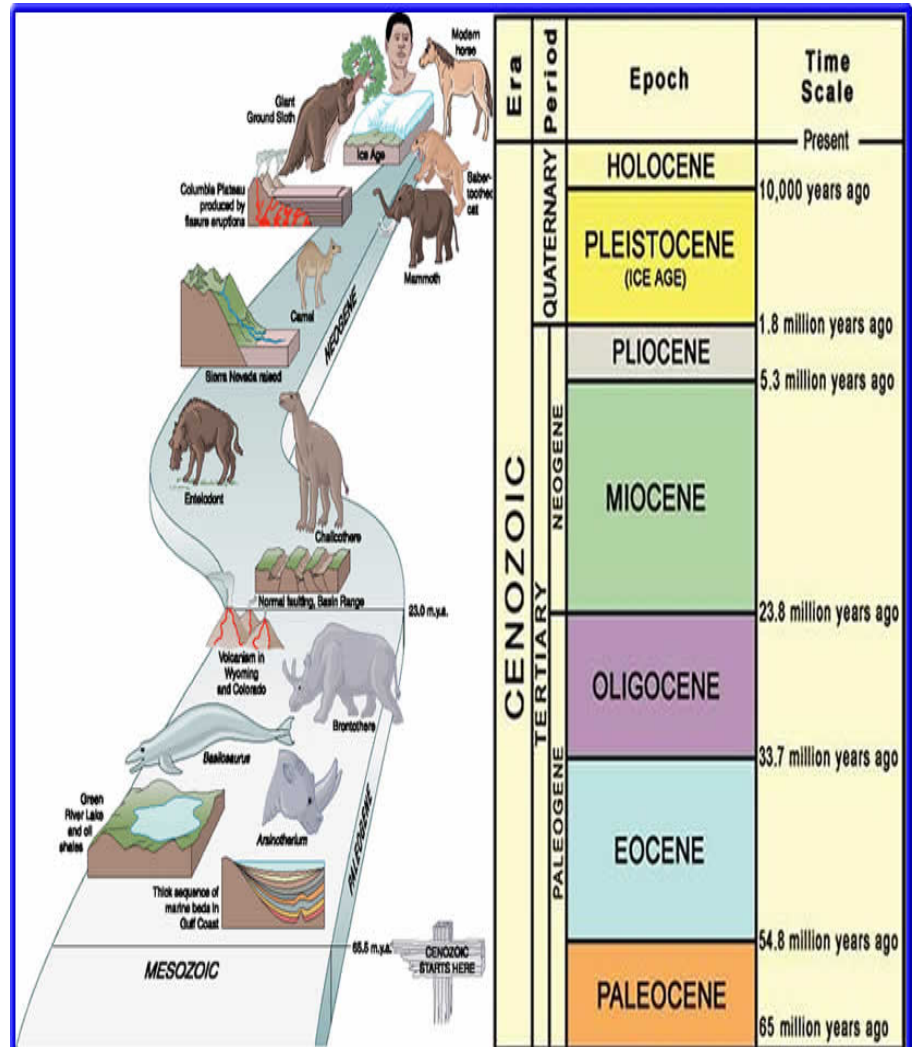 Modern
horse
Giant
Ground Sloth
Ice Age
Saber-
toothed
cat
Columbia Plateau
produced by
fissure eruptions
Mammoth
Camel
NEOGENE
Sierra Nevada raised
Entelodont
Chalicothere
Normal faulting, Basin Range
23.0 m.y.a.
Volcanism in
Wyoming
and Colorado
Brontothere
Basilosaurus
Green
River Lake
and oil
shales
Arsinotherium
PALEOGENE
Thick sequence of
marine beds in
Gulf Coast
65.5 m.y.a.
CENOZOIC
STARTS HERE
MESOZOIC
Era
Period
Epoch
Time
Scale
Present
CENOZOIC
QUATERNARY
HOLOCENE
10,000 years ago
PLEISTOCENE
(ICE AGE)
1.8 million years ago
TERTIARY
NEOGENE
PLIOCENE
5.3 million years ago
MIOCENE
23.8 million years ago
PALEOGENE
OLIGOCENE
33.7 million years ago
EOCENE
54.8 million years ago
PALEOCENE
65 million years ago